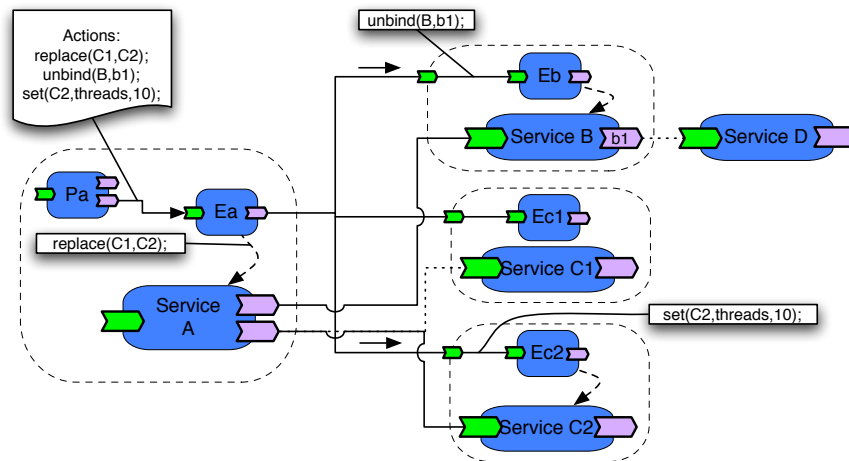 Actions:
replace(C1,C2);
unbind(B,b1);
set(C2,threads,10);
unbind(B,b1);
Eb
Service B
b1
Service D
Pa
Ea
replace(C1,C2);
Service
A
Ec1
Service C1
set(C2,threads,10);
Ec2
Service C2